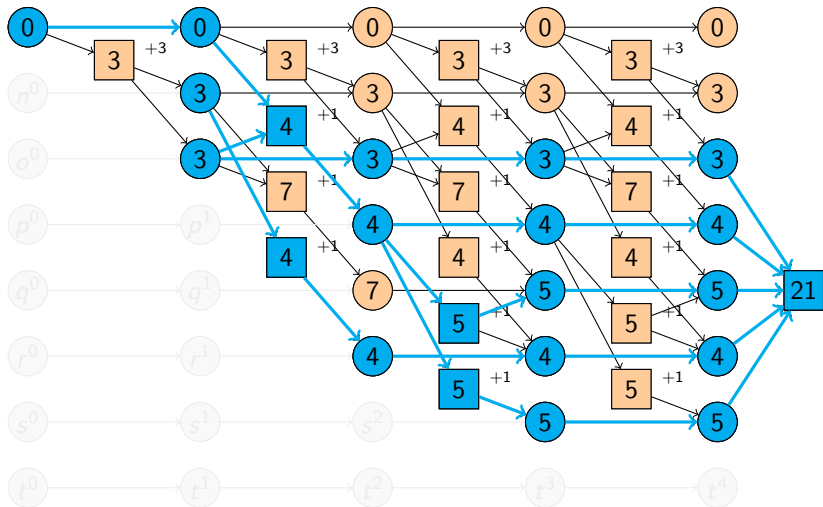 0 0 0 0 0
3 +3 3 +3 3 +3 3 +3
n⁰ 3 3 3 3
4 +1 4 +1 4 +1
o⁰ 3 3 3 3
7 +1 7 +1 7 +1
p⁰ p¹ 4 4 4
4 +1 4 +1 4 +1
q⁰ q¹ 7 5 5 21
5 +1 5 +1
r⁰ r¹ 4 4 4
5 +1 5 +1
s⁰ s¹ s² 5 5
t⁰ t¹ t² t³ t⁴